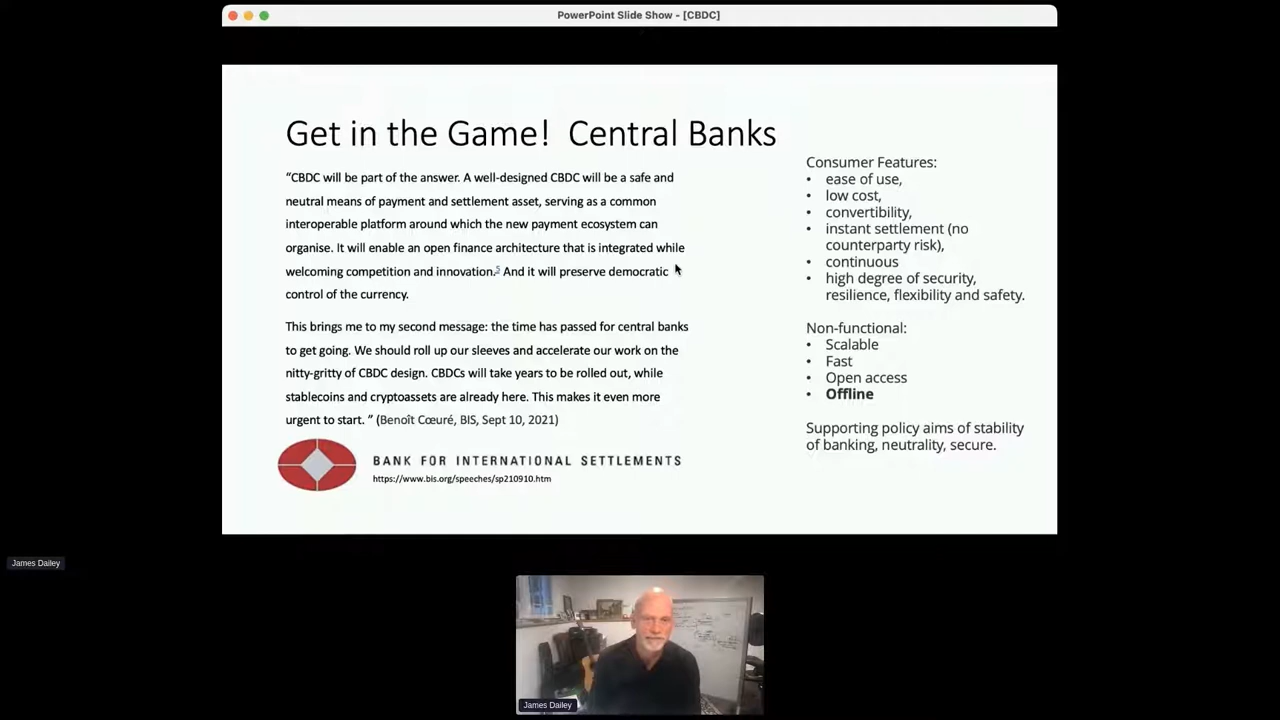 PowerPoint Slide Show - [CBDC]
Get in the Game!  Central Banks
“CBDC will be part of the answer. A well-designed CBDC will be a safe and
neutral means of payment and settlement asset, serving as a common
interoperable platform around which the new payment ecosystem can
organise. It will enable an open finance architecture that is integrated while
welcoming competition and innovation.5 And it will preserve democratic
control of the currency.
This brings me to my second message: the time has passed for central banks
to get going. We should roll up our sleeves and accelerate our work on the
nitty-gritty of CBDC design. CBDCs will take years to be rolled out, while
stablecoins and cryptoassets are already here. This makes it even more
urgent to start. ” (Benoît Cœuré, BIS, Sept 10, 2021)
BANK FOR INTERNATIONAL SETTLEMENTS
https://www.bis.org/speeches/sp210910.htm
Consumer Features:
• ease of use,
• low cost,
• convertibility,
• instant settlement (no
counterparty risk),
• continuous
• high degree of security,
resilience, flexibility and safety.
Non-functional:
• Scalable
• Fast
• Open access
• Offline
Supporting policy aims of stability
of banking, neutrality, secure.
James Dailey
James Dailey